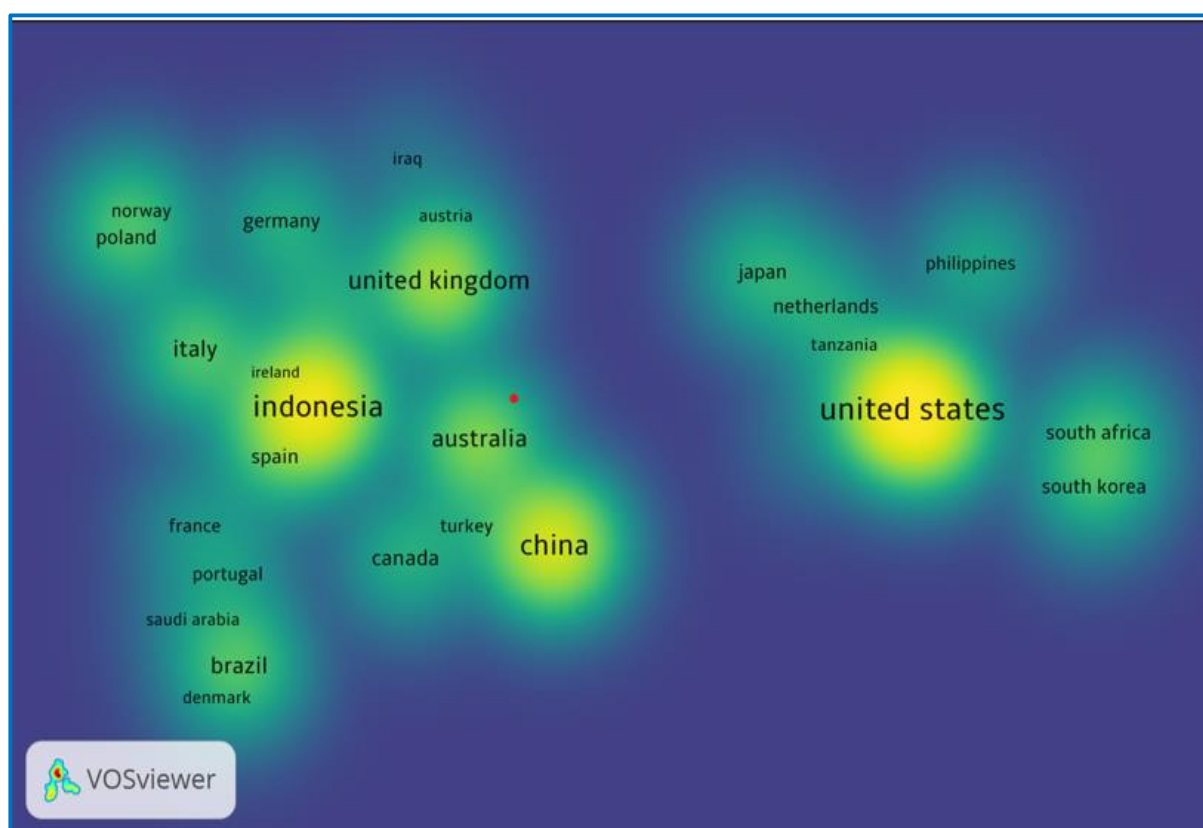 iraq
norway
austria
germany
poland
united kingdom
philippines
japan
netherlands
tanzania
italy
ireland
indonesia
united states
australia
south africa
spain
south korea
france
turkey
china
canada
portugal
saudi arabia
brazil
denmark
VOSviewer